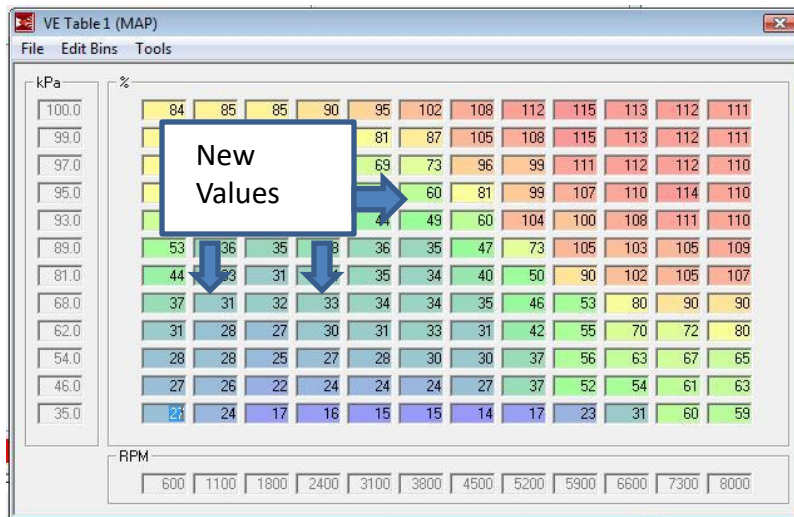 VE Table 1 (MAP)
File Edit Bins Tools
kPa %
100.0 84 85 85 90 95 102 108 112 115 113 112 111
99.0 81 87 105 108 115 113 112 111
97.0 69 73 96 99 111 112 112 110
95.0 60 81 99 107 110 114 110
93.0 49 60 104 100 108 111 110
New
Values
89.0 53 36 35 36 35 47 73 105 103 105 109
81.0 44 31 35 34 40 50 90 102 105 107
68.0 37 31 32 33 34 34 35 46 53 80 90 90
62.0 31 28 27 30 31 33 31 42 55 70 72 80
54.0 28 28 25 27 28 30 30 37 56 63 67 65
46.0 27 26 22 24 24 24 27 37 52 54 61 63
35.0 27 24 17 16 15 15 14 17 23 31 60 59
RPM
600 1100 1800 2400 3100 3800 4500 5200 5900 6600 7300 8000